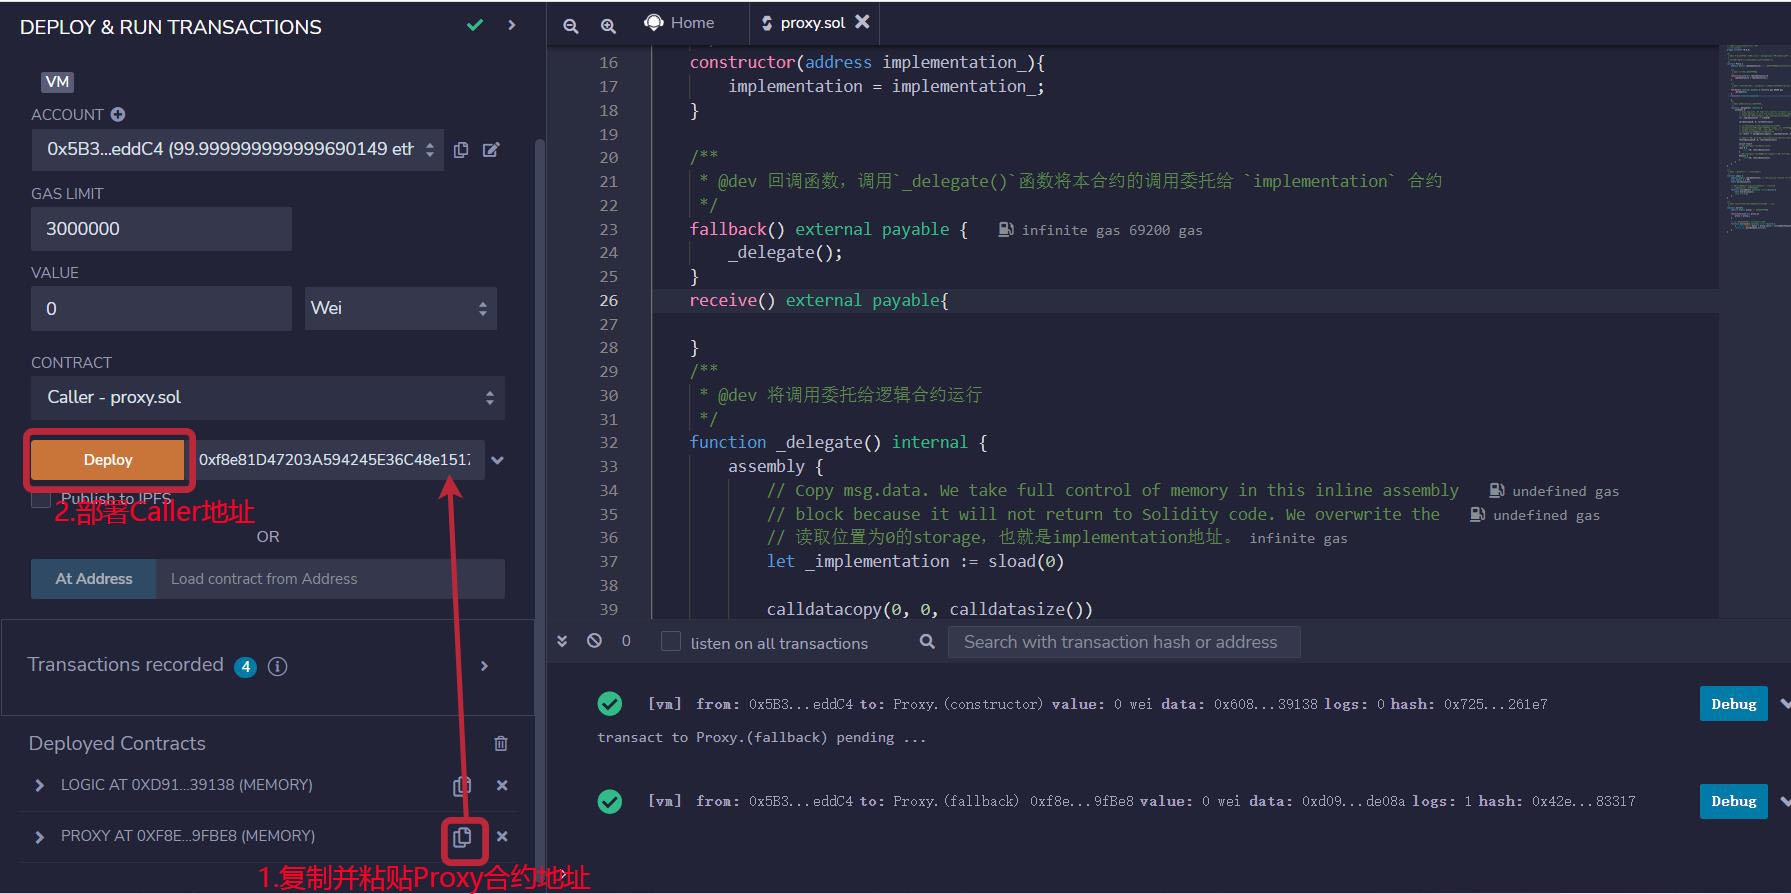 DEPLOY & RUN TRANSACTIONS
VM
ACCOUNT
0x5B3...eddC4 (99.999999999999690149 eth
GAS LIMIT
3000000
VALUE
0
Wei
CONTRACT
Caller - proxy.sol
Deploy
0xf8e81D47203A594245E36C48e151
Publish to IPFS
2.部署Caller地址
OR
At Address
Load contract from Address
Transactions recorded 4 i
Deployed Contracts
LOGIC AT 0XD91...39138 (MEMORY)
PROXY AT 0XF8E...9FBE8 (MEMORY)
1.复制并粘贴Proxy合约地址
Home
proxy.sol
16 constructor(address implementation_){
17 implementation = implementation_;
18 }
19
20 /**
21 * @dev 回调函数，调用`_delegate()`函数将本合约的调用委托给 `implementation` 合约
22 */
23 fallback() external payable { infinite gas 69200 gas
24 _delegate();
25 }
26 receive() external payable{
27
28 }
29 /**
30 * @dev 将调用委托给逻辑合约运行
31 */
32 function _delegate() internal {
33 assembly {
34 // Copy msg.data. We take full control of memory in this inline assembly undefined gas
35 // block because it will not return to Solidity code. We overwrite the undefined gas
36 // 读取位置为0的storage，也就是implementation地址。 infinite gas
37 let _implementation := sload(0)
38
39 calldatacopy(0, 0, calldatasize())
0
listen on all transactions
Search with transaction hash or address
[vm] from: 0x5B3...eddC4 to: Proxy.(constructor) value: 0 wei data: 0x608...39138 logs: 0 hash: 0x725...261e7
Debug
transact to Proxy.(fallback) pending ...
[vm] from: 0x5B3...eddC4 to: Proxy.(fallback) 0xf8e...9fBe8 value: 0 wei data: 0xd09...de08a logs: 1 hash: 0x42e...83317
Debug